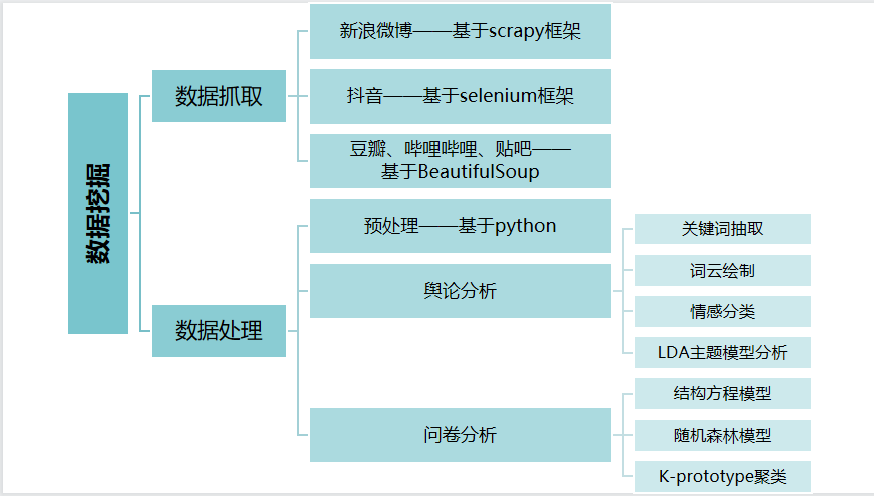 数据挖掘
数据抓取
新浪微博——基于scrapy框架
抖音——基于selenium框架
豆瓣、哔哩哔哩、贴吧——
基于BeautifulSoup
数据处理
预处理——基于python
舆论分析
关键词抽取
词云绘制
情感分类
LDA主题模型分析
问卷分析
结构方程模型
随机森林模型
K-prototype聚类